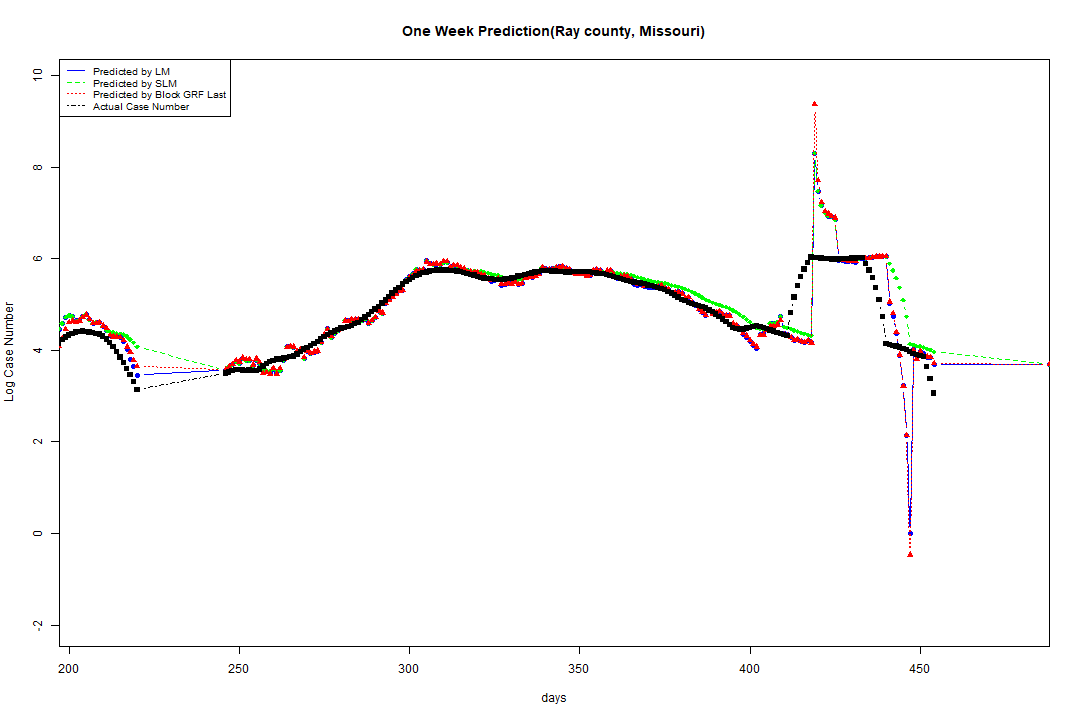 One Week Prediction(Ray county, Missouri)
Predicted by LM
Predicted by SLM
Predicted by Block GRF Last
Actual Case Number
10
8
6
4
2
0
-2
Log Case Number
200 250 300 350 400 450
days